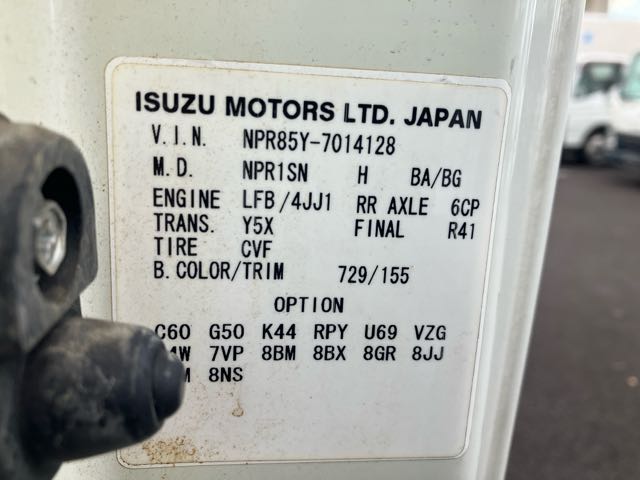 ISUZU MOTORS LTD. JAPAN
V.I.N. NPR85Y-7014128
M.D. NPR1SN H BA/BG
ENGINE LFB/4JJ1 RR AXLE 6CP
TRANS. Y5X FINAL R41
TIRE CVF
B.COLOR/TRIM 729/155
OPTION
C60 G50 K44 RPY U69 VZG
7VP 8BM 8BX 8GR 8JJ
8NS